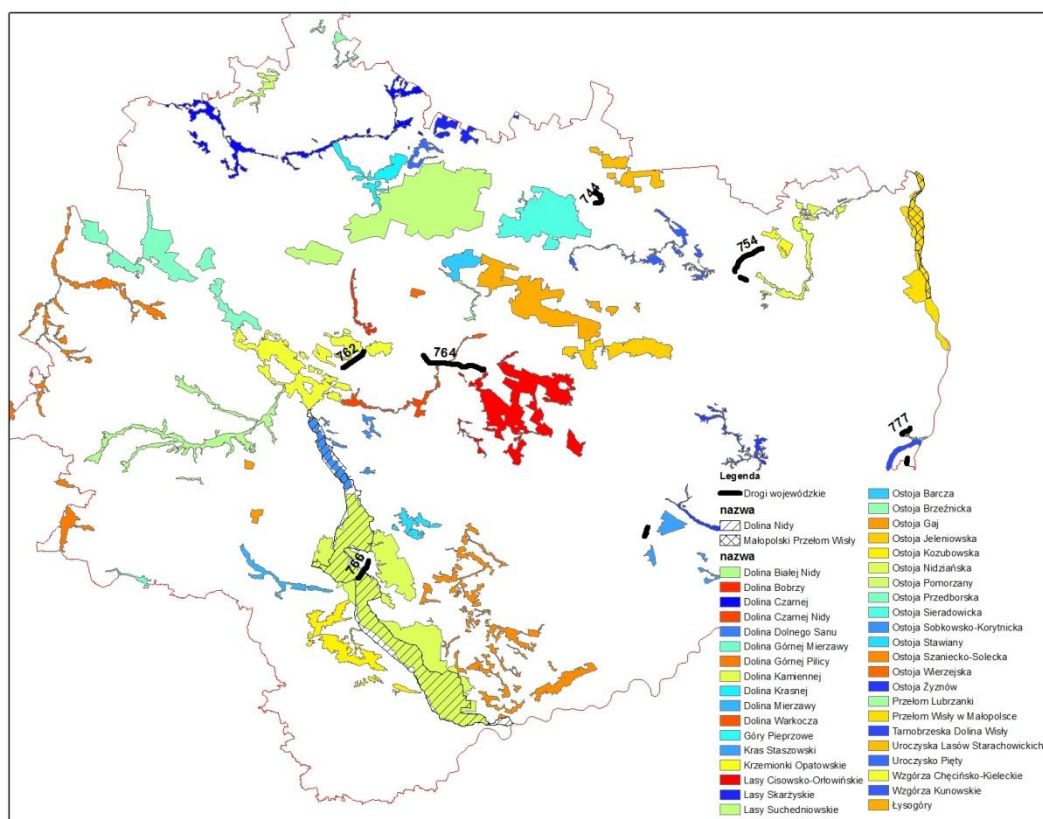 744
754
762
764
777
766
Legenda
Drogi wojewódzkie
nazwa
Dolina Nidy
Małopolski Przełom Wisły
nazwa
Dolina Białej Nidy
Dolina Bobrzy
Dolina Czarnej
Dolina Czarnej Nidy
Dolina Dolnego Sanu
Dolina Górnej Mierzawy
Dolina Górnej Pilicy
Dolina Kamiennej
Dolina Krasnej
Dolina Mierzawy
Dolina Warkocza
Góry Pieprzowe
Kras Staszowski
Krzemionki Opatowskie
Lasy Cisowsko-Orłowińskie
Lasy Skarżyskie
Lasy Suchedniowskie
Ostoja Barcza
Ostoja Brzeźnicka
Ostoja Gaj
Ostoja Jeleniowska
Ostoja Kozubowska
Ostoja Nidziańska
Ostoja Pomorzany
Ostoja Przedborska
Ostoja Sieradowicka
Ostoja Sobkowsko-Korytnicka
Ostoja Stawiany
Ostoja Szaniecko-Solecka
Ostoja Wierzejska
Ostoja Żyznów
Przełom Lubrzanki
Przełom Wisły w Małopolsce
Tarnobrzeska Dolina Wisły
Uroczyska Lasów Starachowickich
Uroczysko Pięty
Wzgórza Chęcińsko-Kieleckie
Wzgórza Kunowskie
Łysogóry